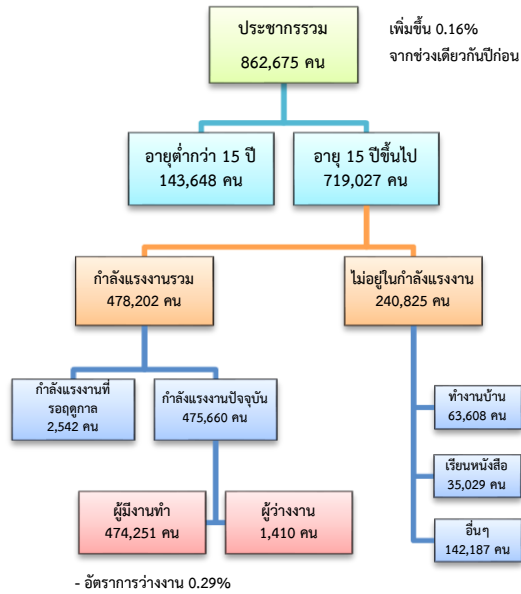 ประชากรรวม
862,675 คน
เพิ่มขึ้น 0.16%
จากช่วงเดียวกันปีก่อน
อายุต่ำกว่า 15 ปี
143,648 คน
อายุ 15 ปีขึ้นไป
719,027 คน
กำลังแรงงานรวม
478,202 คน
ไม่อยู่ในกำลังแรงงาน
240,825 คน
กำลังแรงงานที่
รอฤดูกาล
2,542 คน
กำลังแรงงานปัจจุบัน
475,660 คน
ทำงานบ้าน
63,608 คน
เรียนหนังสือ
35,029 คน
ผู้มีงานทำ
474,251 คน
ผู้ว่างงาน
1,410 คน
อื่นๆ
142,187 คน
- อัตราการว่างงาน 0.29%